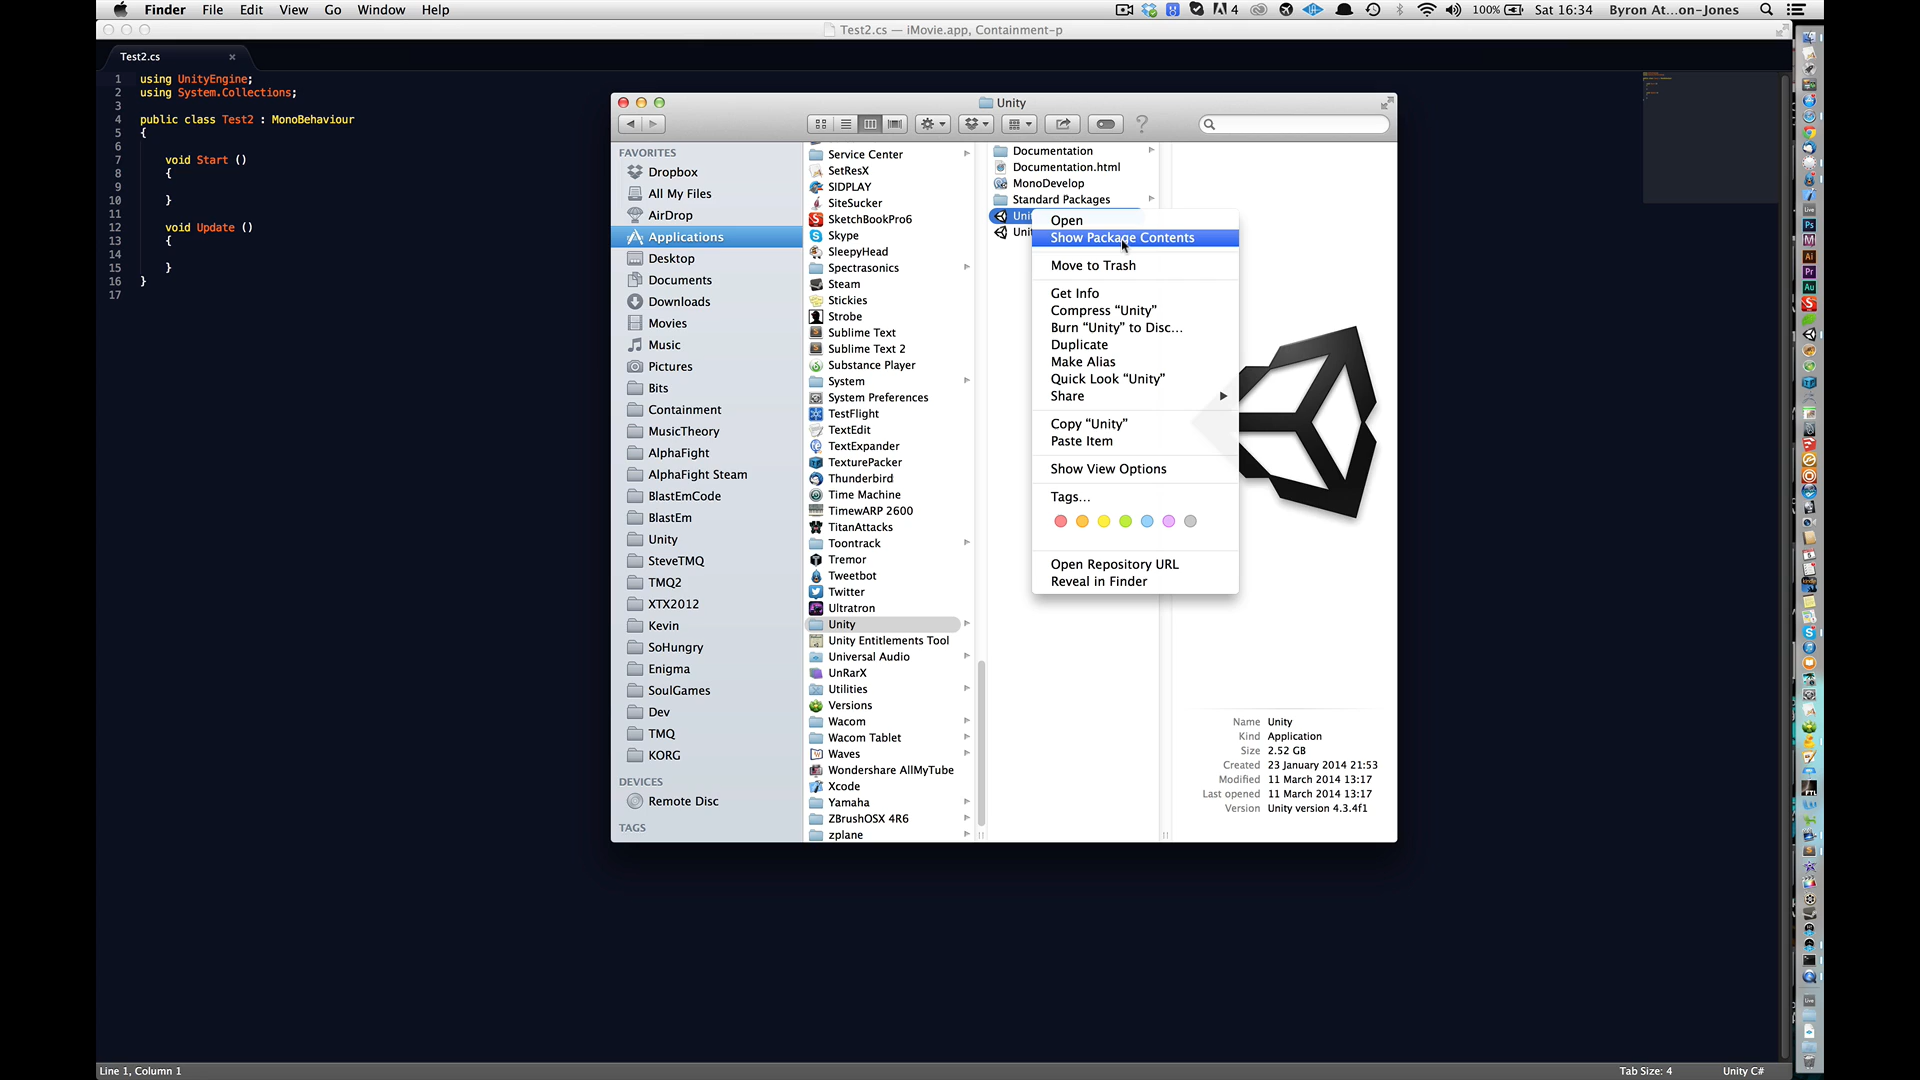 Finder File Edit View Go Window Help
4 100% Sat 16:34 Byron At...on-Jones
Test2.cs — iMovie.app, Containment-p
Test2.cs
1 using UnityEngine;
2 using System.Collections;
3
4 public class Test2 : MonoBehaviour
5 {
6
7 void Start ()
8 {
9
10 }
11
12 void Update ()
13 {
14
15 }
16 }
17
Unity
FAVORITES
Dropbox
All My Files
AirDrop
Applications
Desktop
Documents
Downloads
Movies
Music
Pictures
Bits
Containment
MusicTheory
AlphaFight
AlphaFight Steam
BlastEmCode
BlastEm
Unity
SteveTMQ
TMQ2
XTX2012
Kevin
SoHungry
Enigma
SoulGames
Dev
TMQ
KORG
DEVICES
Remote Disc
TAGS
Service Center
SetResX
SIDPLAY
SiteSucker
SketchBookPro6
Skype
SleepyHead
Spectrasonics
Steam
Stickies
Strobe
Sublime Text
Sublime Text 2
Substance Player
System
System Preferences
TestFlight
TextEdit
TextExpander
TexturePacker
Thunderbird
Time Machine
TimewARP 2600
TitanAttacks
Toontrack
Tremor
Tweetbot
Twitter
Ultratron
Unity
Unity Entitlements Tool
Universal Audio
UnRarX
Utilities
Versions
Wacom
Wacom Tablet
Waves
Wondershare AllMyTube
Xcode
Yamaha
ZBrushOSX 4R6
zplane
Documentation
Documentation.html
MonoDevelop
Standard Packages
Uni
Uni
Open
Show Package Contents
Move to Trash
Get Info
Compress “Unity”
Burn “Unity” to Disc...
Duplicate
Make Alias
Quick Look “Unity”
Share
Copy “Unity”
Paste Item
Show View Options
Tags...
Open Repository URL
Reveal in Finder
Name Unity
Kind Application
Size 2.52 GB
Created 23 January 2014 21:53
Modified 11 March 2014 13:17
Last opened 11 March 2014 13:17
Version Unity version 4.3.4f1
Line 1, Column 1
Tab Size: 4 Unity C#